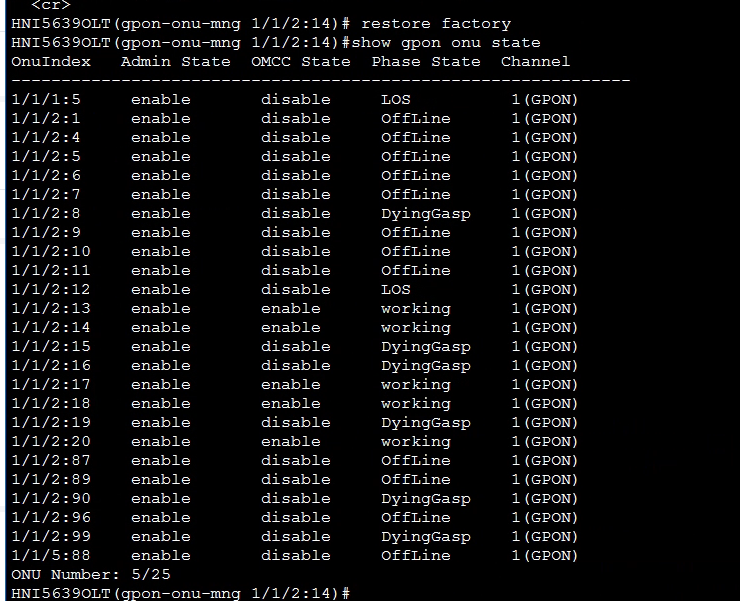 <cr>
HNI5639OLT(gpon-onu-mng 1/1/2:14)# restore factory
HNI5639OLT(gpon-onu-mng 1/1/2:14)#show gpon onu state
OnuIndex   Admin State  OMCC State  Phase State  Channel
--------------------------------------------------------------
1/1/1:5     enable       disable     LOS          1(GPON)
1/1/2:1     enable       disable     OffLine      1(GPON)
1/1/2:4     enable       disable     OffLine      1(GPON)
1/1/2:5     enable       disable     OffLine      1(GPON)
1/1/2:6     enable       disable     OffLine      1(GPON)
1/1/2:7     enable       disable     OffLine      1(GPON)
1/1/2:8     enable       disable     DyingGasp    1(GPON)
1/1/2:9     enable       disable     OffLine      1(GPON)
1/1/2:10    enable       disable     OffLine      1(GPON)
1/1/2:11    enable       disable     OffLine      1(GPON)
1/1/2:12    enable       disable     LOS          1(GPON)
1/1/2:13    enable       enable      working      1(GPON)
1/1/2:14    enable       enable      working      1(GPON)
1/1/2:15    enable       disable     DyingGasp    1(GPON)
1/1/2:16    enable       disable     DyingGasp    1(GPON)
1/1/2:17    enable       enable      working      1(GPON)
1/1/2:18    enable       enable      working      1(GPON)
1/1/2:19    enable       disable     DyingGasp    1(GPON)
1/1/2:20    enable       enable      working      1(GPON)
1/1/2:87    enable       disable     OffLine      1(GPON)
1/1/2:89    enable       disable     OffLine      1(GPON)
1/1/2:90    enable       disable     DyingGasp    1(GPON)
1/1/2:96    enable       disable     OffLine      1(GPON)
1/1/2:99    enable       disable     DyingGasp    1(GPON)
1/1/5:88    enable       disable     OffLine      1(GPON)
ONU Number: 5/25
HNI5639OLT(gpon-onu-mng 1/1/2:14)#